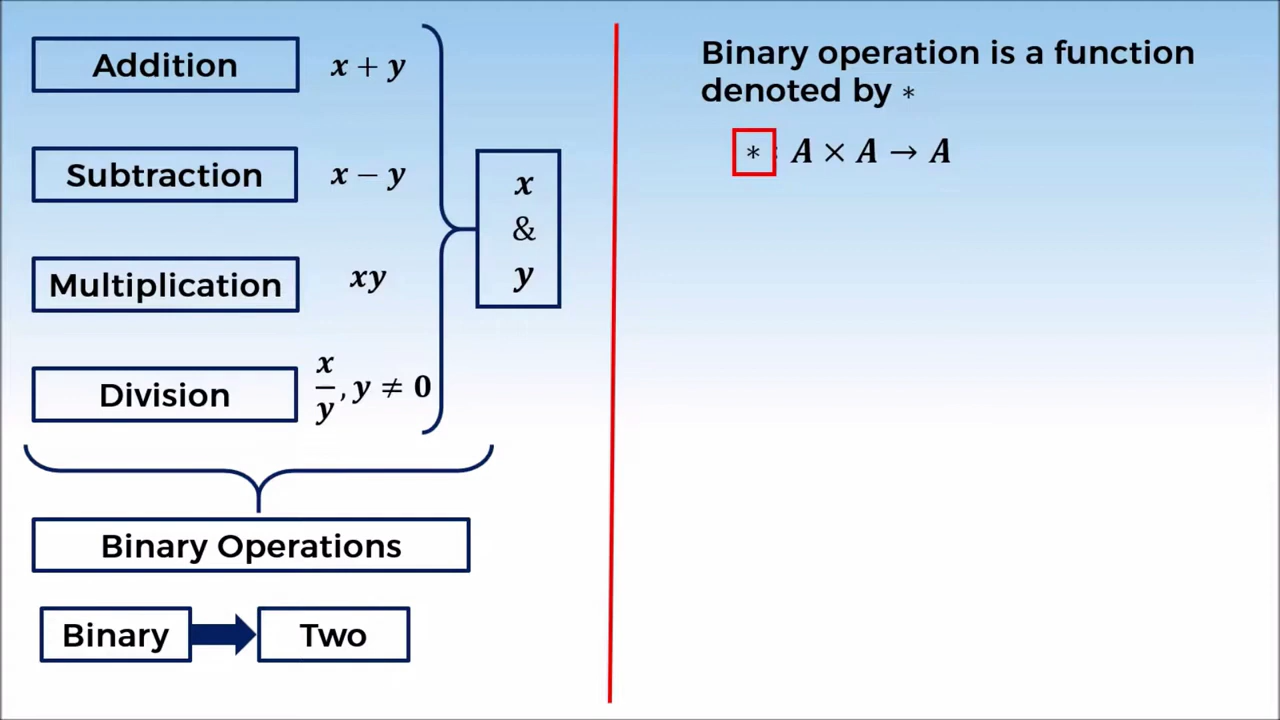 Addition x + y
Subtraction x − y
Multiplication xy
Division x/y, y ≠ 0
x
&
y
Binary Operations
Binary Two
Binary operation is a function
denoted by ∗
∗ : A × A → A